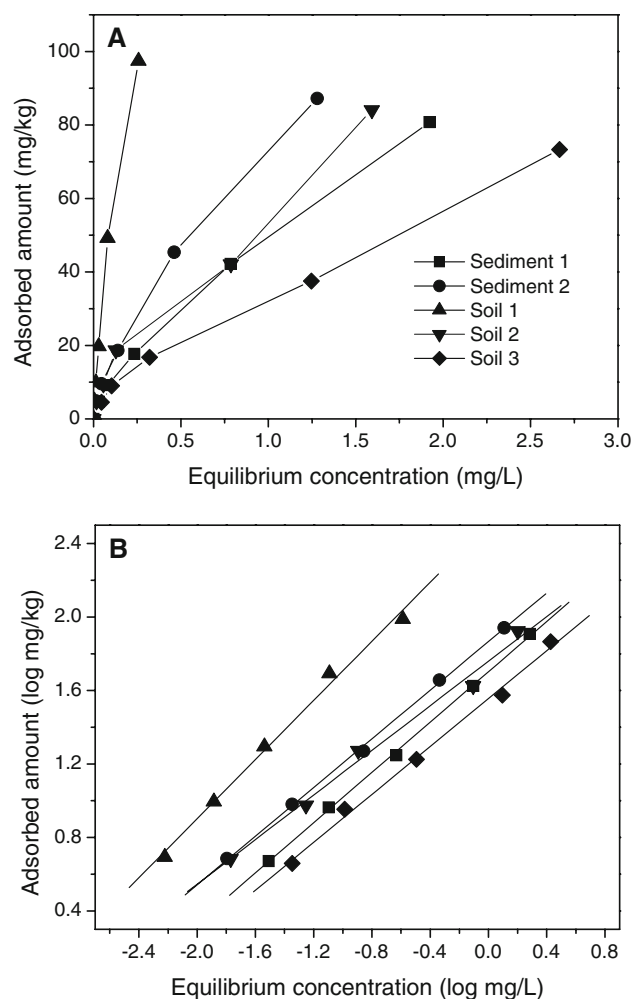 A
100
80
60
40
20
0
Adsorbed amount (mg/kg)
Sediment 1
Sediment 2
Soil 1
Soil 2
Soil 3
0.0 0.5 1.0 1.5 2.0 2.5 3.0
Equilibrium concentration (mg/L)
B
2.4
2.0
1.6
1.2
0.8
0.4
Adsorbed amount (log mg/kg)
-2.4 -2.0 -1.6 -1.2 -0.8 -0.4 0.0 0.4 0.8
Equilibrium concentration (log mg/L)